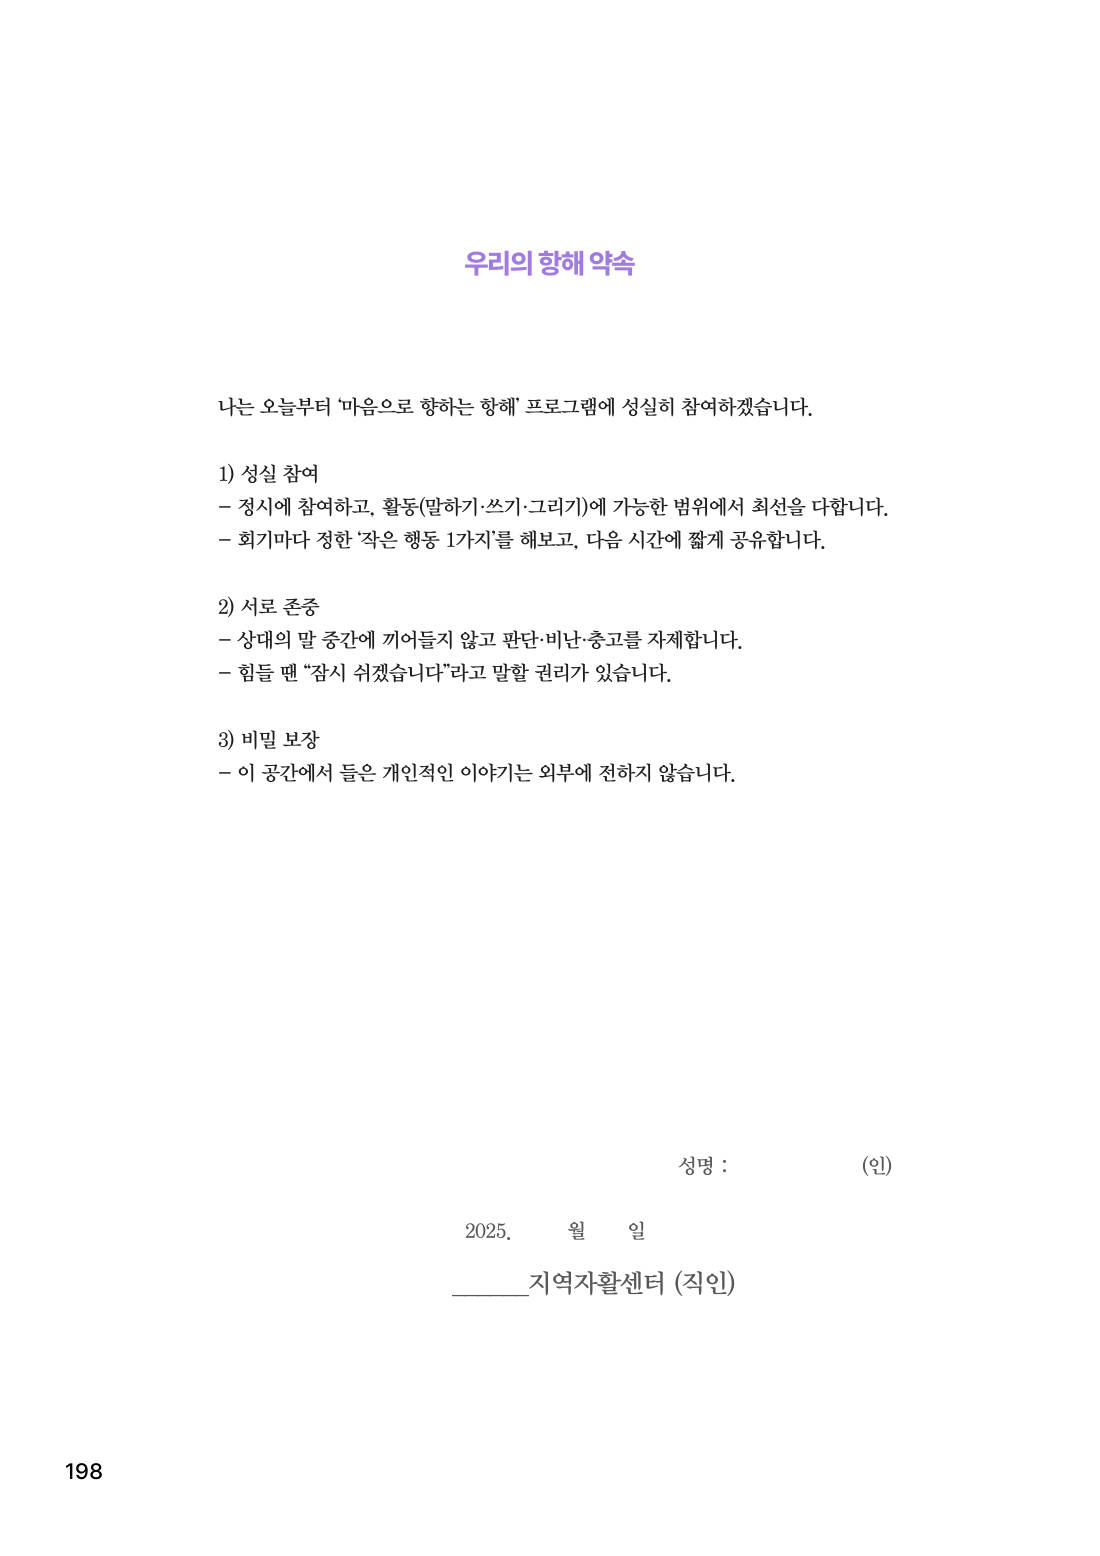 우리의 항해 약속
나는 오늘부터 ‘마음으로 향하는 항해’ 프로그램에 성실히 참여하겠습니다.
1) 성실 참여
– 정시에 참여하고, 활동(말하기·쓰기·그리기)에 가능한 범위에서 최선을 다합니다.
– 회기마다 정한 ‘작은 행동 1가지’를 해보고, 다음 시간에 짧게 공유합니다.
2) 서로 존중
– 상대의 말 중간에 끼어들지 않고 판단·비난·충고를 자제합니다.
– 힘들 땐 “잠시 쉬겠습니다”라고 말할 권리가 있습니다.
3) 비밀 보장
– 이 공간에서 들은 개인적인 이야기는 외부에 전하지 않습니다.
성명 : (인)
2025. 월 일
______지역자활센터 (직인)
198